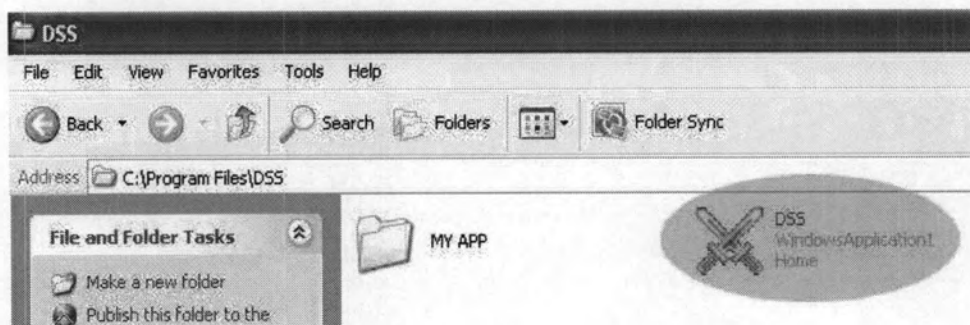 DSS
File Edit View Favorites Tools Help
Back Search Folders Folder Sync
Address C:\Program Files\DSS
File and Folder Tasks
Make a new folder
Publish this folder to the
MY APP
DSS
WindowsApplication1
Home